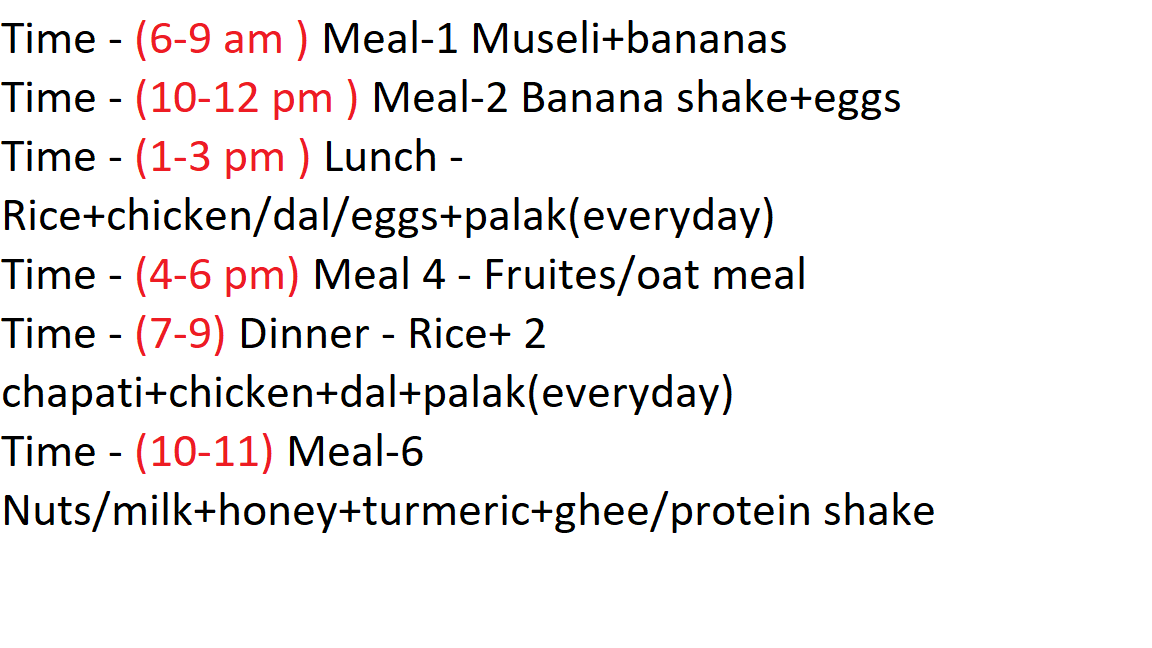 Time - (6-9 am ) Meal-1 Museli+bananas
Time - (10-12 pm ) Meal-2 Banana shake+eggs
Time - (1-3 pm ) Lunch -
Rice+chicken/dal/eggs+palak(everyday)
Time - (4-6 pm) Meal 4 - Fruites/oat meal
Time - (7-9) Dinner - Rice+ 2
chapati+chicken+dal+palak(everyday)
Time - (10-11) Meal-6
Nuts/milk+honey+turmeric+ghee/protein shake